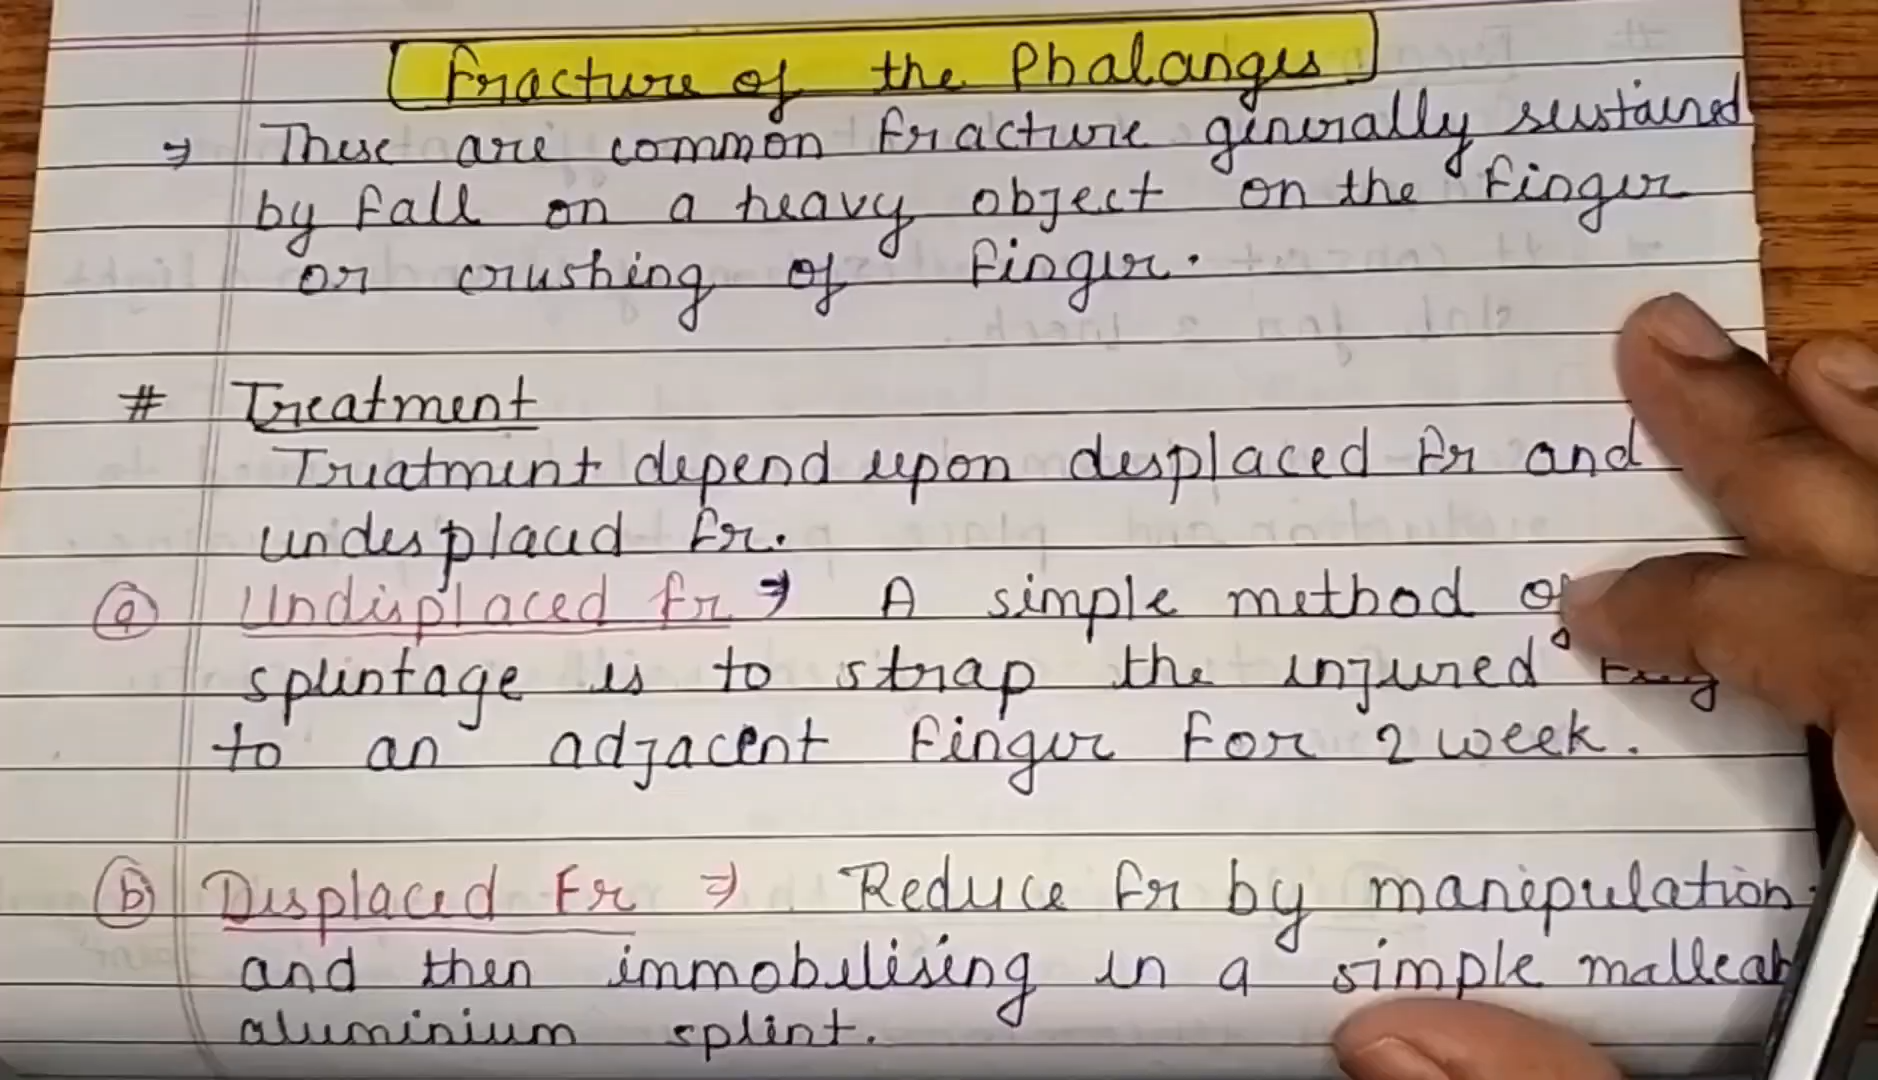 Fracture of the Phalanges
→ These are common fracture generally sustained
by fall on a heavy object on the finger
or crushing of finger.
# Treatment
Treatment depend upon displaced Fr and
undisplaced Fr.
(a) Undisplaced Fr ⇒ A simple method of
splintage is to strap the injured
to an adjacent finger for 2 week.
(b) Displaced Fr ⇒ Reduce Fr by manipulation
and then immobilising in a simple malleab
aluminium splint.